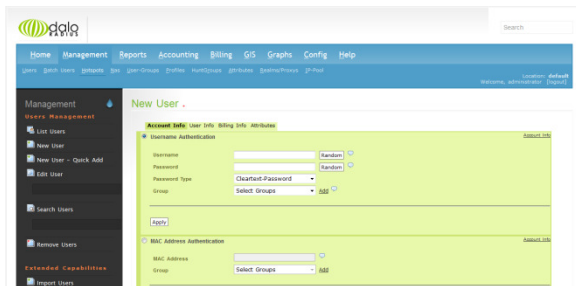 dalo
RADIUS
Search
Home Management Reports Accounting Billing GIS Graphs Config Help
Users Batch Users Hotspots Nas User-Groups Profiles HuntGroups Attributes Realms/Proxys IP-Pool
Location: default
Welcome, administrator [logout]
Management
Users Management
List Users
New User
New User - Quick Add
Edit User
Search Users
Remove Users
Extended Capabilities
Import Users
New User .
Account Info User Info Billing Info Attributes
Username Authentication
Account Info
Username
Random
Password
Random
Password Type
Cleartext-Password
Group
Select Groups
Add
Apply
MAC Address Authentication
Account Info
MAC Address
Group
Select Groups
Add